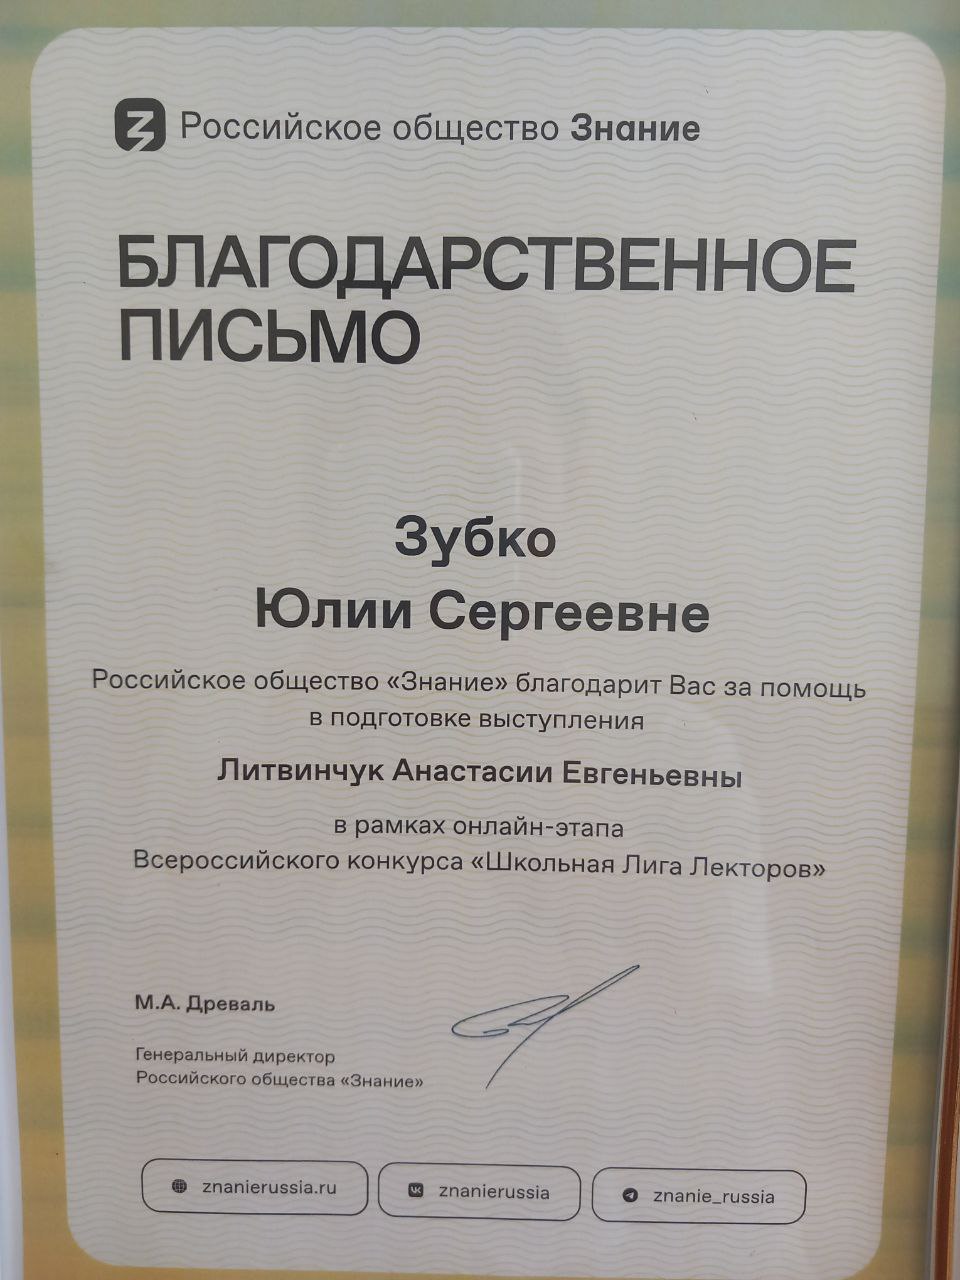 Российское общество Знание
БЛАГОДАРСТВЕННОЕ
ПИСЬМО
Зубко
Юлии Сергеевне
Российское общество «Знание» благодарит Вас за помощь
в подготовке выступления
Литвинчук Анастасии Евгеньевны
в рамках онлайн-этапа
Всероссийского конкурса «Школьная Лига Лекторов»
М.А. Древаль
Генеральный директор
Российского общества «Знание»
znanierussia.ru znanierussia znanie_russia